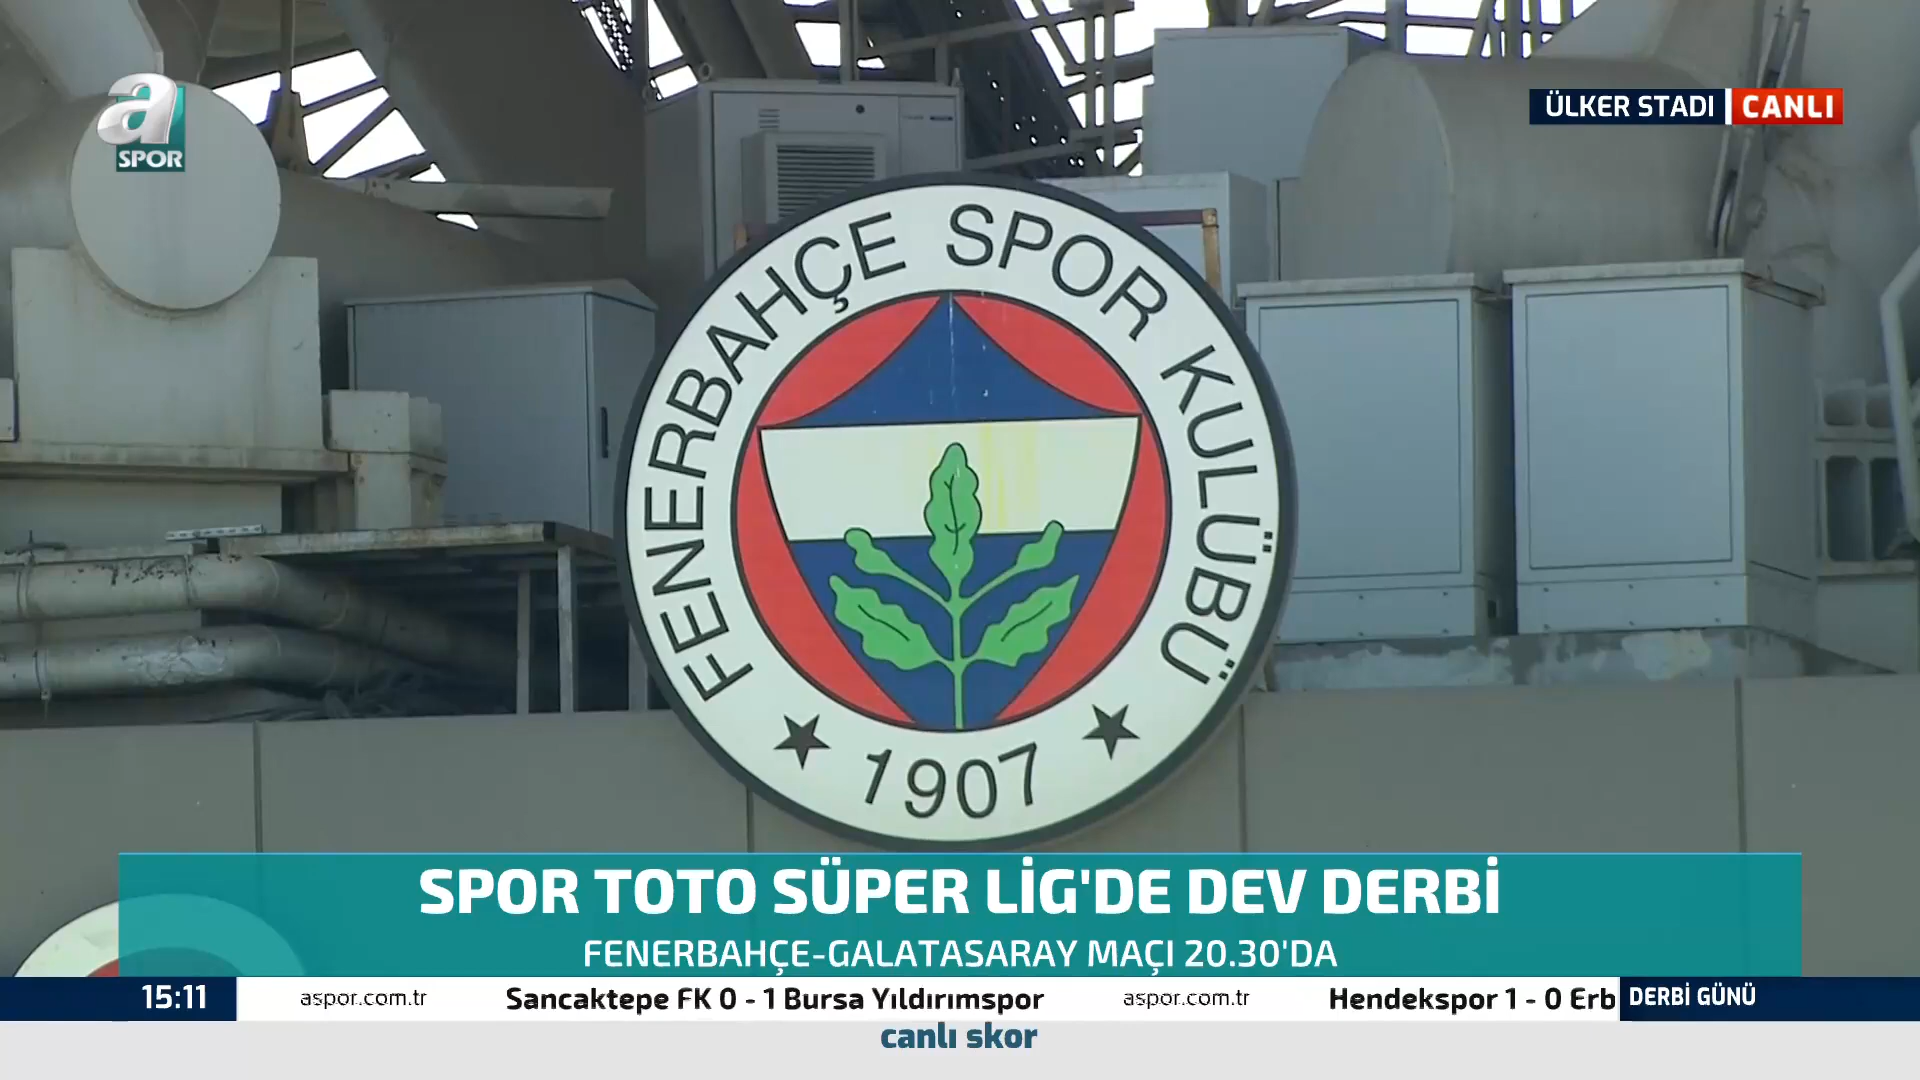 a
SPOR
ÜLKER STADI CANLI
FENERBAHÇE SPOR KULÜBÜ
1907
SPOR TOTO SÜPER LİG'DE DEV DERBİ
FENERBAHÇE-GALATASARAY MAÇI 20.30'DA
15:11 aspor.com.tr Sancaktepe FK 0 - 1 Bursa Yıldırımspor aspor.com.tr Hendekspor 1 - 0 Erb DERBİ GÜNÜ
canlı skor